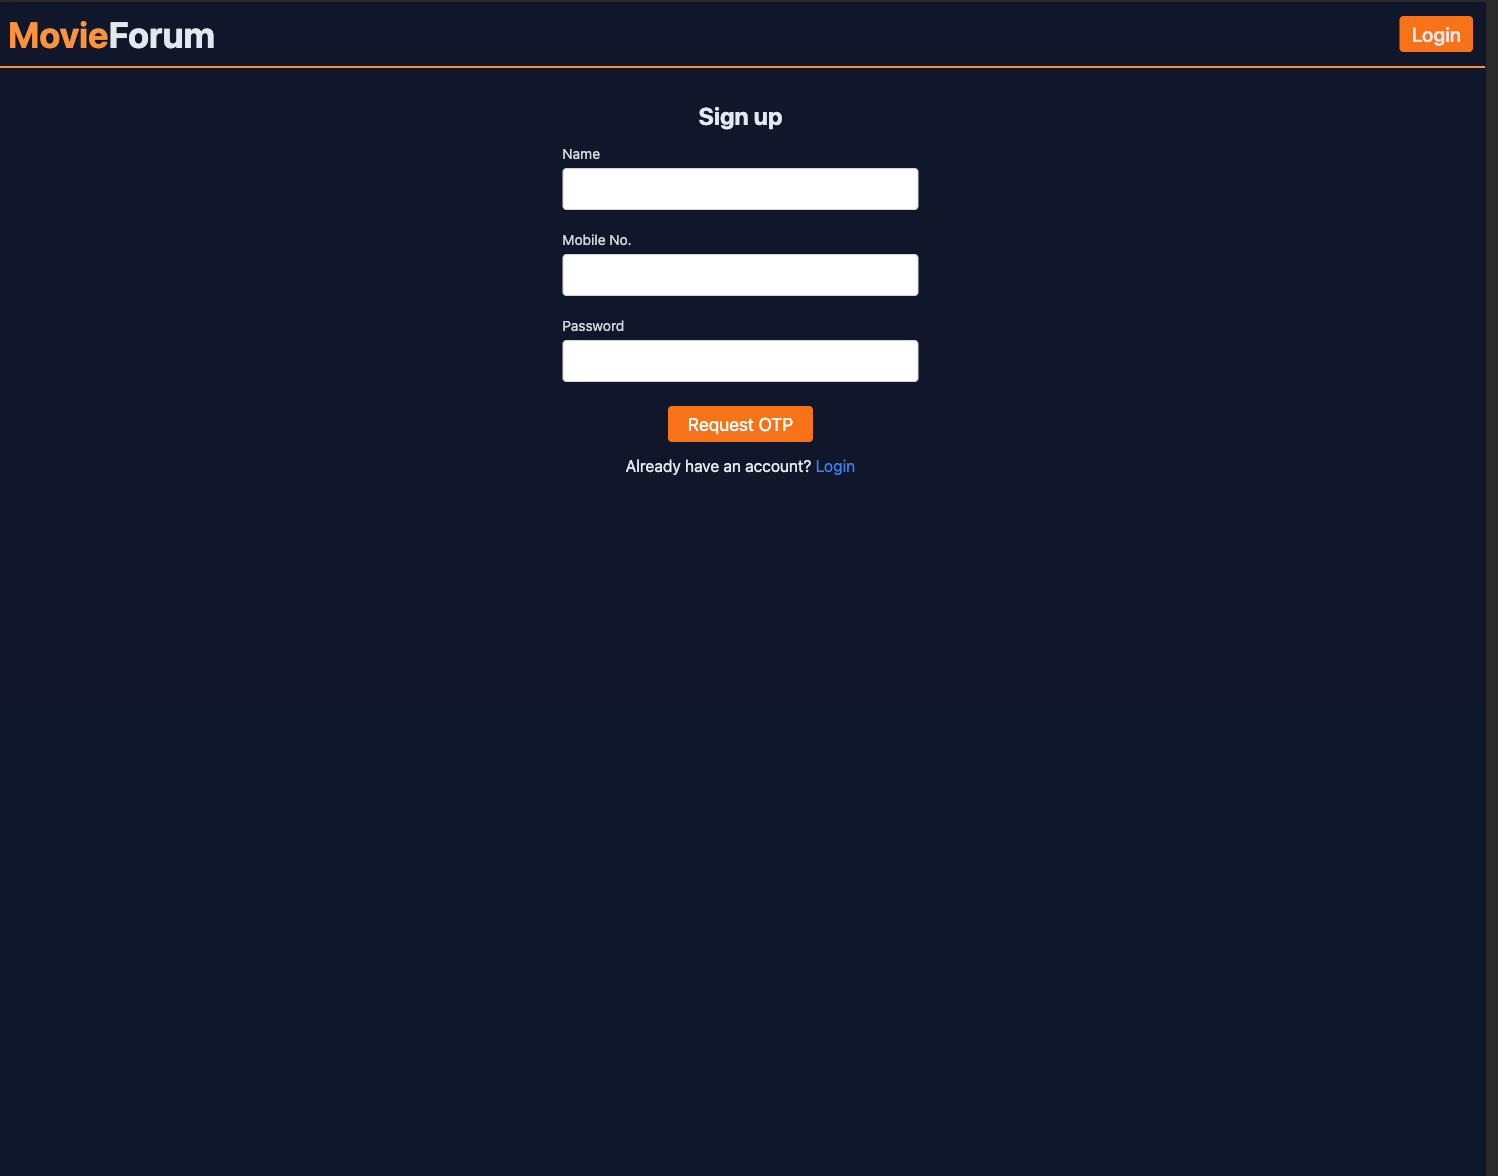 MovieForum
Login
Sign up
Name
Mobile No.
Password
Request OTP
Already have an account? Login